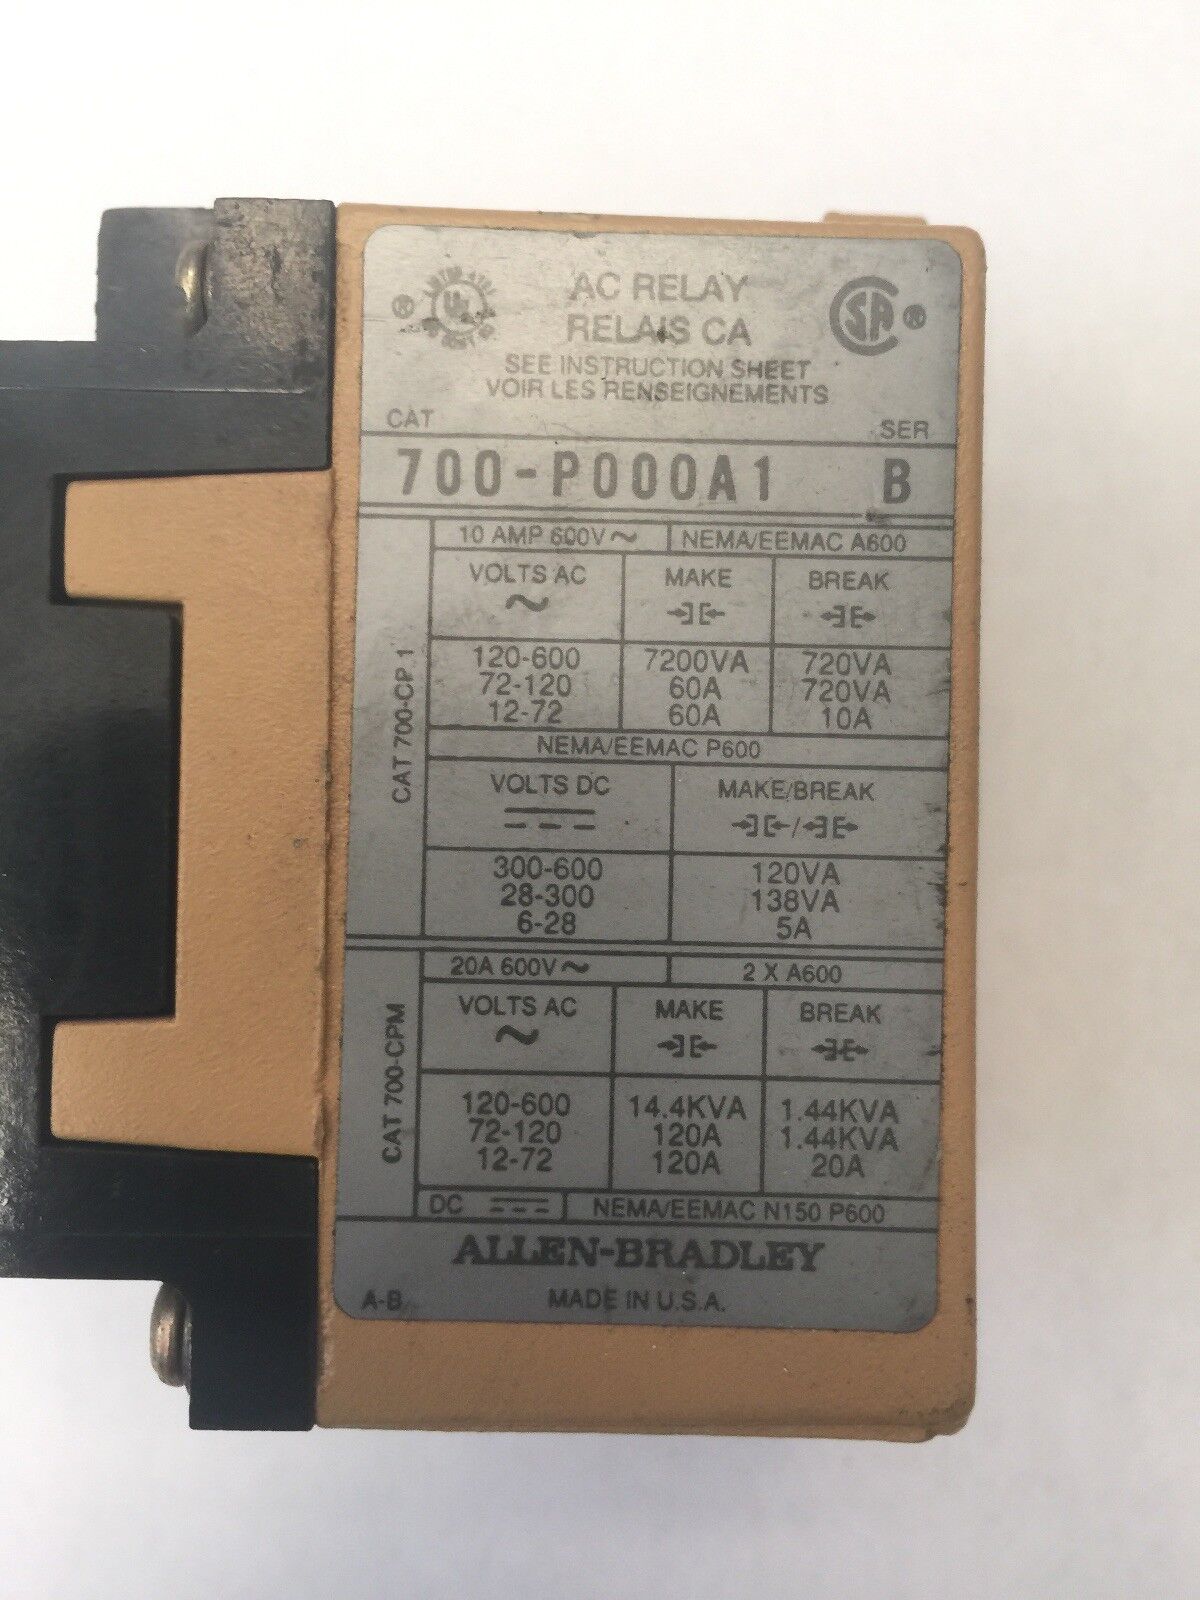 AC RELAY
RELAIS CA
SEE INSTRUCTION SHEET
VOIR LES RENSEIGNEMENTS
CAT SER
700-P000A1 B
CAT 700-CP 1
10 AMP 600V ~ NEMA/EEMAC A600
VOLTS AC MAKE BREAK
~
120-600 7200VA 720VA
72-120 60A 720VA
12-72 60A 10A
NEMA/EEMAC P600
VOLTS DC MAKE/BREAK
300-600 120VA
28-300 138VA
6-28 5A
CAT 700-CPM
20A 600V ~ 2 X A600
VOLTS AC MAKE BREAK
~
120-600 14.4KVA 1.44KVA
72-120 120A 1.44KVA
12-72 120A 20A
DC NEMA/EEMAC N150 P600
ALLEN-BRADLEY
A-B MADE IN U.S.A.